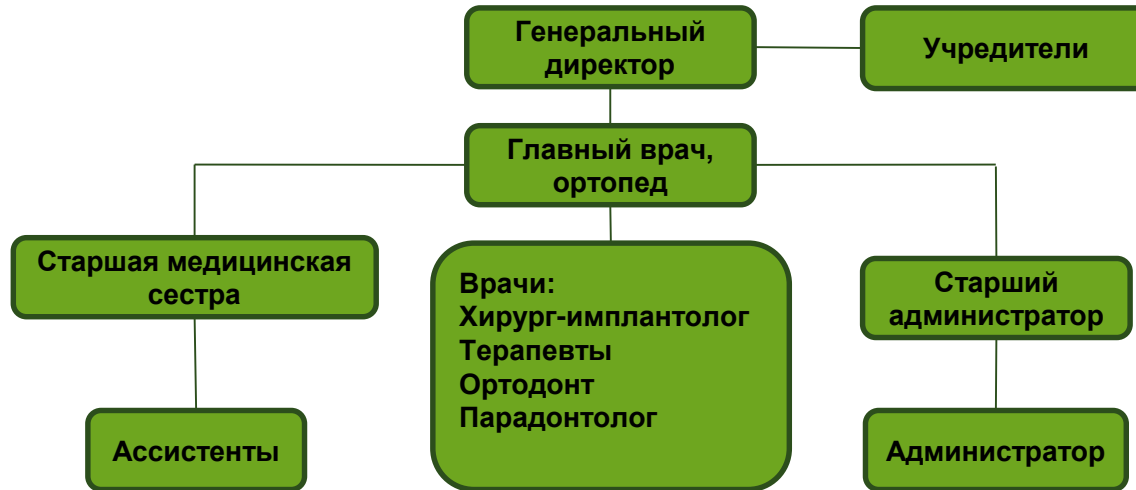 Генеральный
директор
Учредители
Главный врач,
ортопед
Старшая медицинская
сестра
Врачи:
Хирург-имплантолог
Терапевты
Ортодонт
Парадонтолог
Старший
администратор
Ассистенты
Администратор